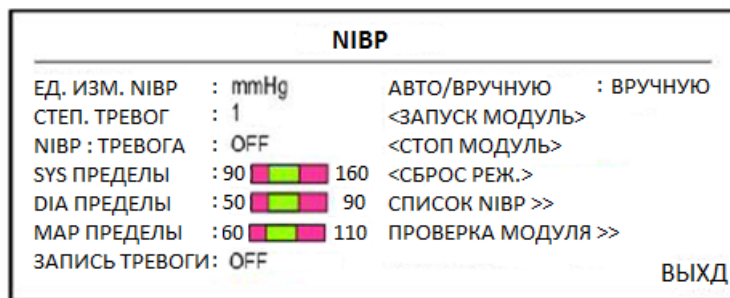 NIBP
ЕД. ИЗМ. NIBP : mmHg АВТО/ВРУЧНУЮ : ВРУЧНУЮ
СТЕП. ТРЕВОГ : 1 <ЗАПУСК МОДУЛЬ>
NIBP : ТРЕВОГА : OFF <СТОП МОДУЛЬ>
SYS ПРЕДЕЛЫ : 90 160 <СБРОС РЕЖ.>
DIA ПРЕДЕЛЫ : 50 90 СПИСОК NIBP >>
MAP ПРЕДЕЛЫ : 60 110 ПРОВЕРКА МОДУЛЯ >>
ЗАПИСЬ ТРЕВОГИ: OFF
ВЫХД